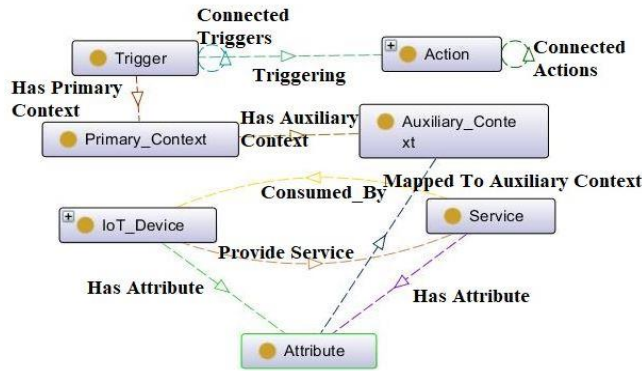 Connected
Triggers
Trigger
Action
Connected
Actions
Triggering
Has Primary
Context
Primary_Context
Has Auxiliary
Context
Auxiliary_Conte
xt
Mapped To Auxiliary Context
Consumed_By
IoT_Device
Service
Provide Service
Has Attribute
Has Attribute
Attribute